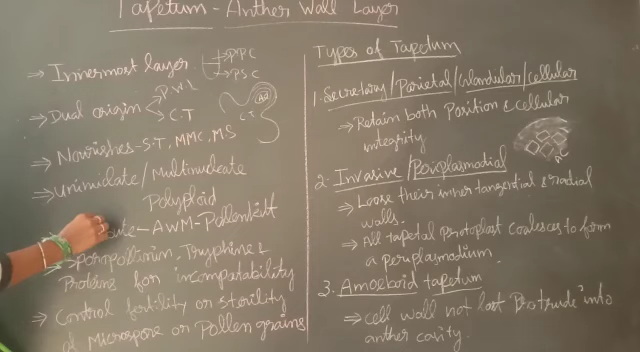 Tapetum - Anther Wall Layer
⇒ Innermost layer.
PPC
PSC
⇒ Dual origin
P.W.L
C.T
C.T
⇒ Nourishes - S.T, MMC, MS
⇒ Uninucleate / Multinucleate
Polyploid
AWM - Pollenkitt
Sporopollenin, Tryphine &
Proteins for incompatability
⇒ Control fertility or sterility
of Microspore or Pollen grains
Types of Tapetum
1. Secretary/Parietal/Glandular/cellular
⇒ Retain both Position & cellular
integrity
2. Invasive/Periplasmodial
⇒ Loose their inner tangential & radial
walls.
⇒ All tapetal protoplast coalesces to form
a periplasmodium.
3. Amoeboid tapetum
⇒ cell wall not lost "Protrude" into
anther cavity.